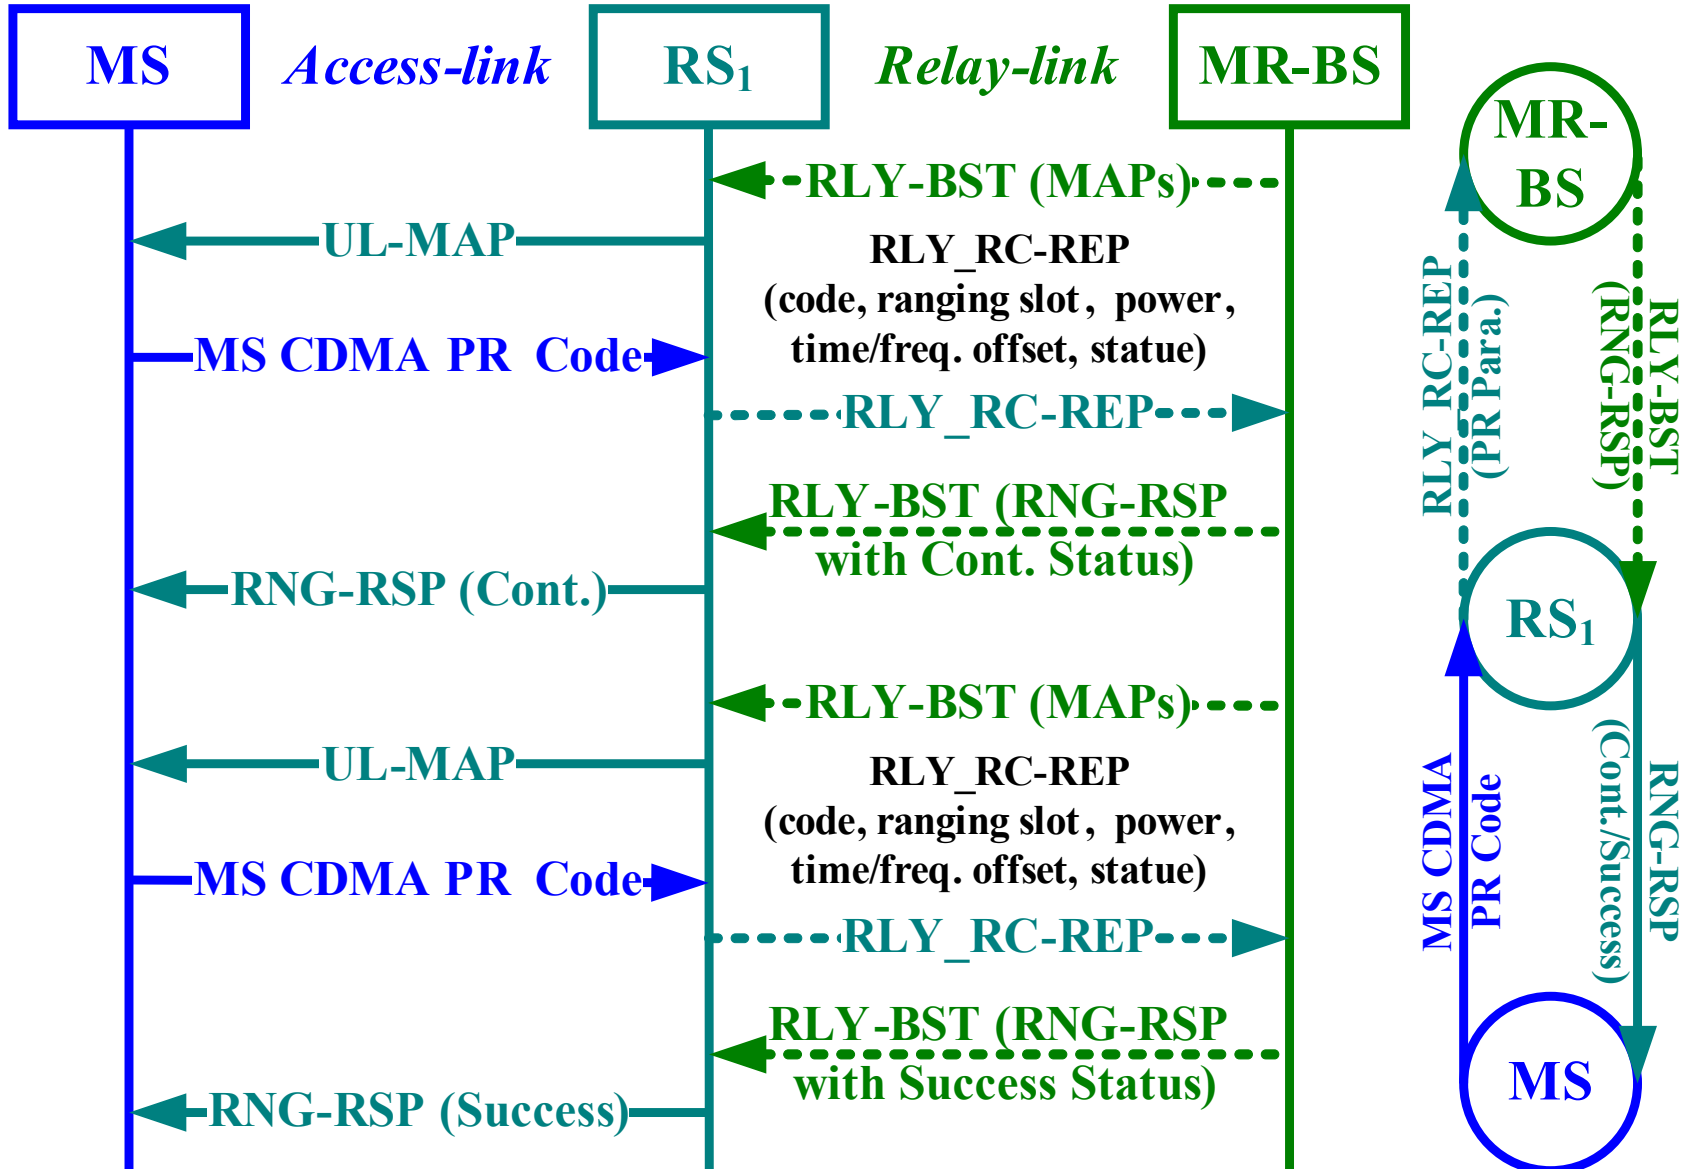 MS
Access-link
RS₁
Relay-link
MR-BS
RLY-BST (MAPs)
UL-MAP
RLY_RC-REP
(code, ranging slot, power,
time/freq. offset, statue)
MS CDMA PR Code
RLY_RC-REP
RLY-BST (RNG-RSP
with Cont. Status)
RNG-RSP (Cont.)
RLY-BST (MAPs)
UL-MAP
RLY_RC-REP
(code, ranging slot, power,
time/freq. offset, statue)
MS CDMA PR Code
RLY_RC-REP
RLY-BST (RNG-RSP
with Success Status)
RNG-RSP (Success)
MR-
BS
RLY_RC-REP
(PR Para.)
RLY-BST
(RNG-RSP)
RS₁
MS CDMA
PR Code
RNG-RSP
(Cont./Success)
MS